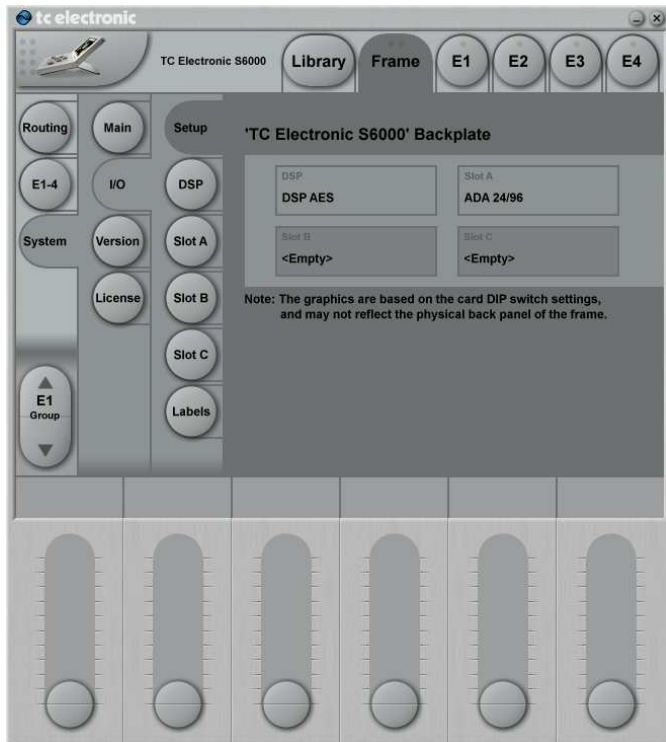 tc electronic
TC Electronic S6000
Library
Frame
E1
E2
E3
E4
Routing
E1-4
System
Main
I/O
Version
License
Setup
DSP
Slot A
Slot B
Slot C
Labels
E1
Group
'TC Electronic S6000' Backplate
DSP
DSP AES
Slot A
ADA 24/96
Slot B
<Empty>
Slot C
<Empty>
Note: The graphics are based on the card DIP switch settings,
and may not reflect the physical back panel of the frame.